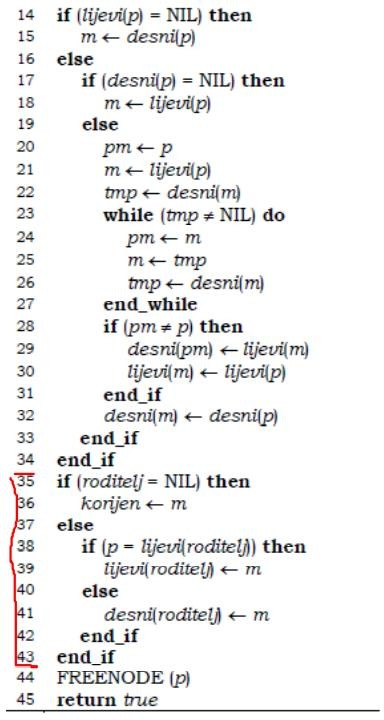 14 if (lijevi(p) = NIL) then
15 m ← desni(p)
16 else
17 if (desni(p) = NIL) then
18 m ← lijevi(p)
19 else
20 pm ← p
21 m ← lijevi(p)
22 tmp ← desni(m)
23 while (tmp ≠ NIL) do
24 pm ← m
25 m ← tmp
26 tmp ← desni(m)
27 end_while
28 if (pm ≠ p) then
29 desni(pm) ← lijevi(m)
30 lijevi(m) ← lijevi(p)
31 end_if
32 desni(m) ← desni(p)
33 end_if
34 end_if
35 if (roditelj = NIL) then
36 korijen ← m
37 else
38 if (p = lijevi(roditelj)) then
39 lijevi(roditelj) ← m
40 else
41 desni(roditelj) ← m
42 end_if
43 end_if
44 FREENODE (p)
45 return true